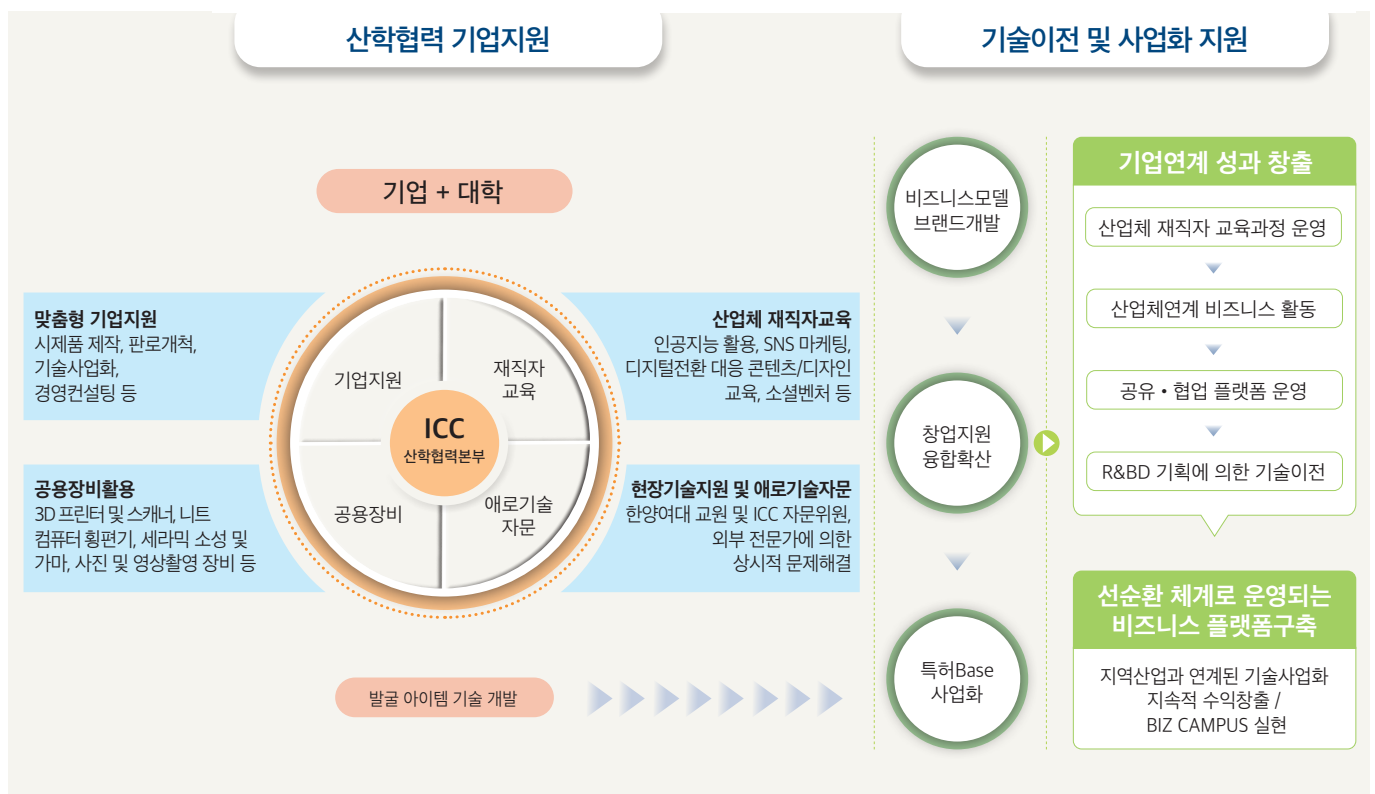 산학협력 기업지원
기업 + 대학
맞춤형 기업지원
시제품 제작, 판로개척,
기술사업화,
경영컨설팅 등
산업체 재직자교육
인공지능 활용, SNS 마케팅,
디지털전환 대응 콘텐츠/디자인
교육, 소셜벤처 등
기업지원
재직자
교육
ICC
산학협력본부
공용장비
애로기술
자문
공용장비활용
3D 프린터 및 스캐너, 니트
컴퓨터 횡편기, 세라믹 소성 및
가마, 사진 및 영상촬영 장비 등
현장기술지원 및 애로기술자문
한양여대 교원 및 ICC 자문위원,
외부 전문가에 의한
상시적 문제해결
발굴 아이템 기술 개발
기술이전 및 사업화 지원
비즈니스모델
브랜드개발
창업지원
융합확산
특허Base
사업화
기업연계 성과 창출
산업체 재직자 교육과정 운영
산업체연계 비즈니스 활동
공유 • 협업 플랫폼 운영
R&BD 기획에 의한 기술이전
선순환 체계로 운영되는
비즈니스 플랫폼구축
지역산업과 연계된 기술사업화
지속적 수익창출 /
BIZ CAMPUS 실현